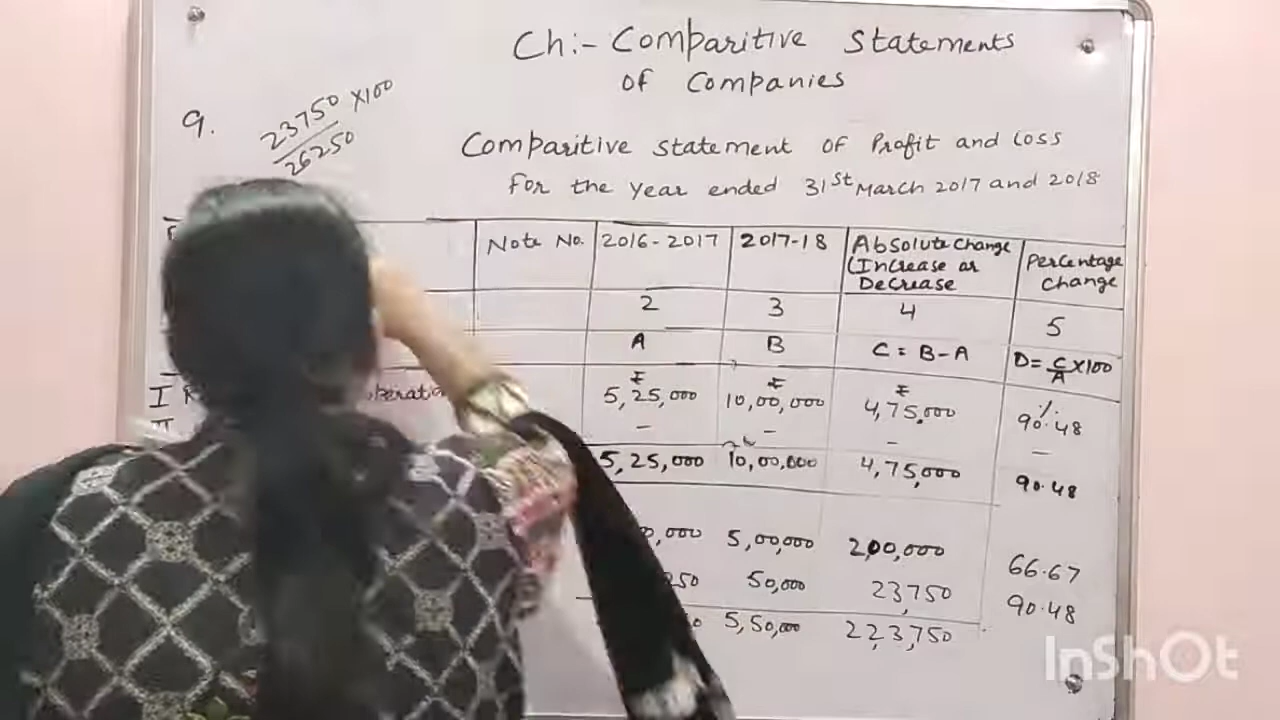 Ch:- Comparitive Statements
of Companies
9.
23750 X100
26250
Comparitive statement of Profit and Loss
For the year ended 31st March 2017 and 2018
Note No. 2016-2017 2017-18 Absolute Change (Increase or Decrease Percentage Change
2 3 4 5
A B C = B-A D= C/A X100
₹ ₹ ₹ %
I 5,25,000 10,00,000 4,75,000 90.48
- - - -
5,25,000 10,00,000 4,75,000 90.48
5,00,000 200,000 66.67
50,000 23,750 90.48
5,50,000 2,23,750
InShOt